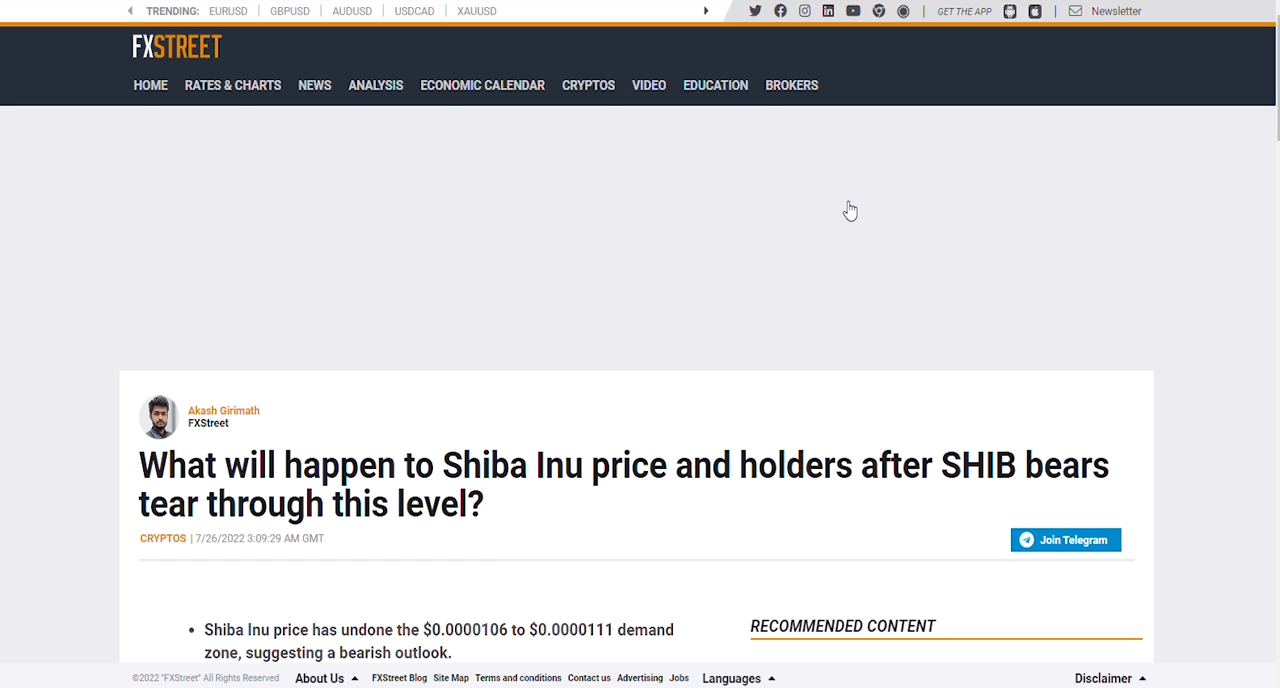 TRENDING: EURUSD | GBPUSD | AUDUSD | USDCAD | XAUUSD
| GET THE APP | Newsletter
FXSTREET
HOME RATES & CHARTS NEWS ANALYSIS ECONOMIC CALENDAR CRYPTOS VIDEO EDUCATION BROKERS
Akash Girimath
FXStreet
What will happen to Shiba Inu price and holders after SHIB bears
tear through this level?
CRYPTOS | 7/26/2022 3:09:29 AM GMT
Join Telegram
• Shiba Inu price has undone the $0.0000106 to $0.0000111 demand
zone, suggesting a bearish outlook.
RECOMMENDED CONTENT
©2022 "FXStreet" All Rights Reserved About Us FXStreet Blog Site Map Terms and conditions Contact us Advertising Jobs Languages Disclaimer